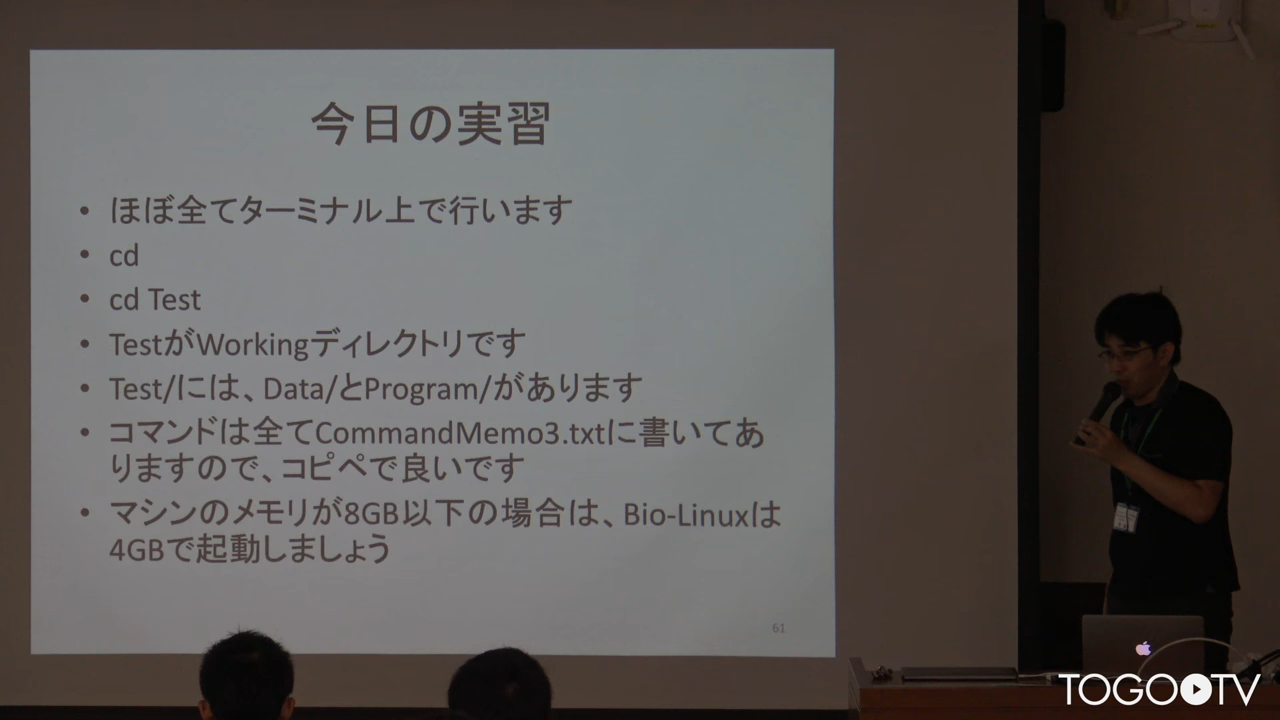 今日の実習
• ほぼ全てターミナル上で行います
• cd
• cd Test
• TestがWorkingディレクトリです
• Test/には、Data/とProgram/があります
• コマンドは全てCommandMemo3.txtに書いてあ
りますので、コピペで良いです
• マシンのメモリが8GB以下の場合は、Bio-Linuxは
4GBで起動しましょう
61
TOGO TV